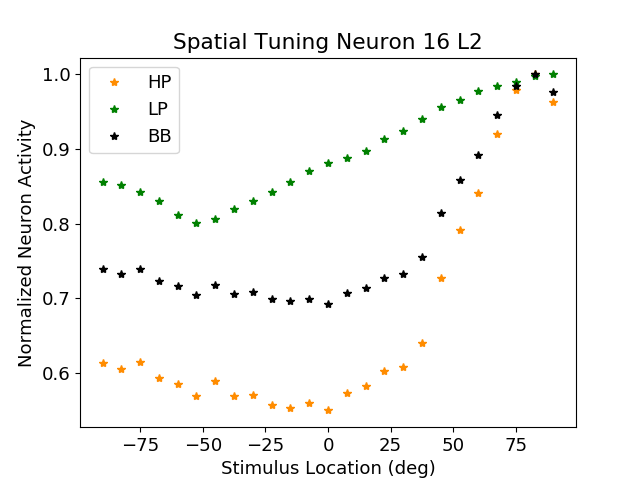 Spatial Tuning Neuron 16 L2
Normalized Neuron Activity
1.0
0.9
0.8
0.7
0.6
HP
LP
BB
−75
−50
−25
0
25
50
75
Stimulus Location (deg)